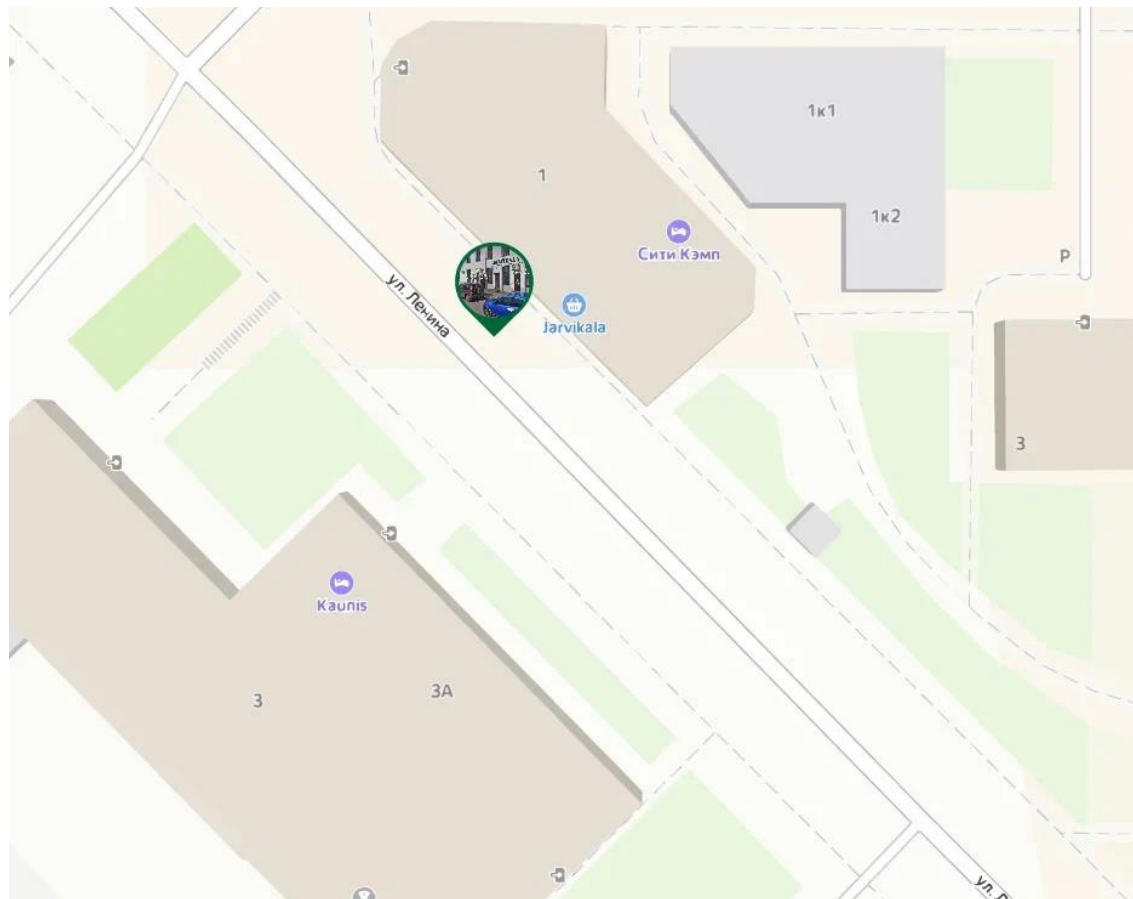 1к1
1
1к2
Сити Кэмп
Р
ул. Ленина
Jarvikala
3
Kaunis
3А
3